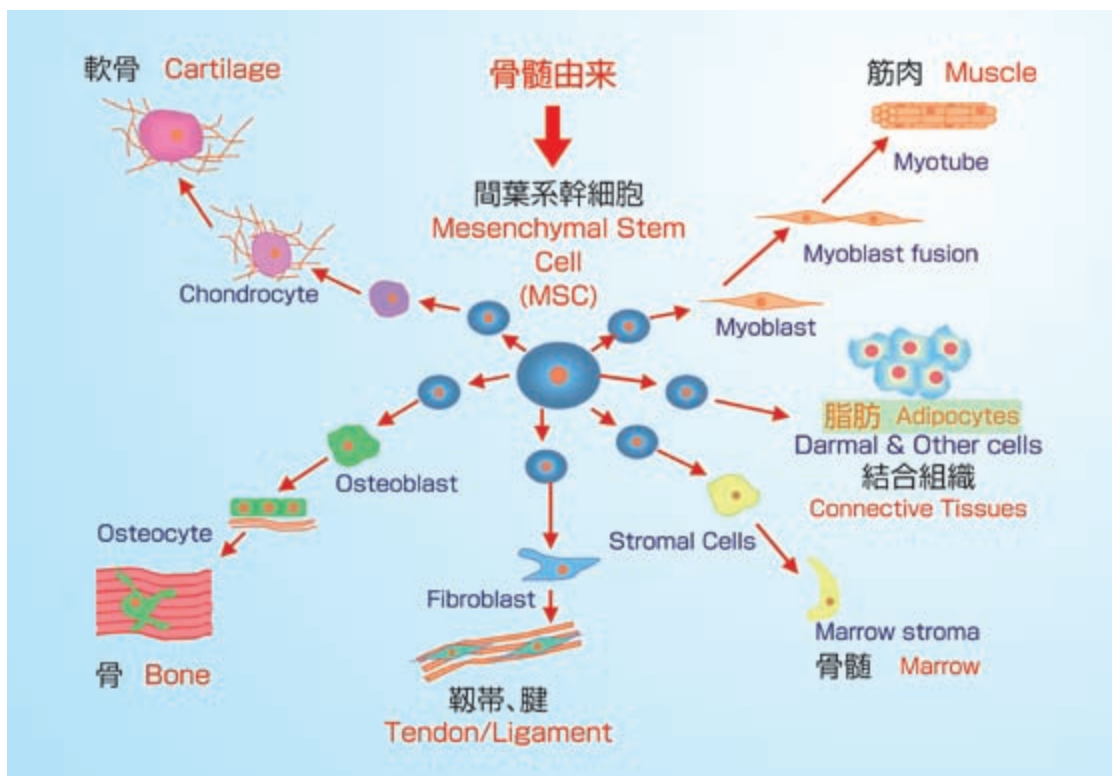 軟骨 Cartilage
骨髄由来
筋肉 Muscle
Myotube
間葉系幹細胞
Mesenchymal Stem
Cell
(MSC)
Myoblast fusion
Chondrocyte
Myoblast
脂肪 Adipocytes
Darmal & Other cells
結合組織
Connective Tissues
Osteoblast
Osteocyte
Stromal Cells
Fibroblast
Marrow stroma
骨髄 Marrow
骨 Bone
靱帯、腱
Tendon/Ligament